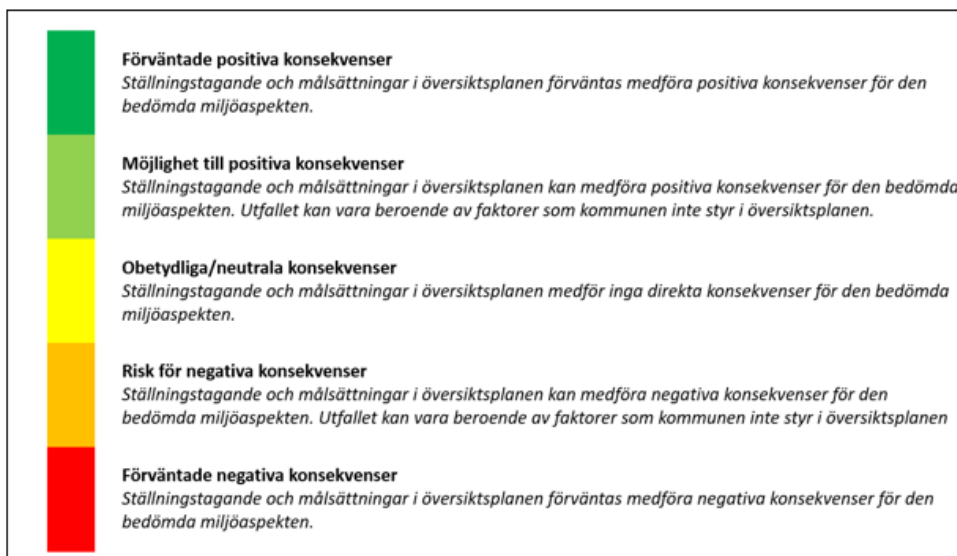 Förväntade positiva konsekvenser
Ställningstagande och målsättningar i översiktsplanen förväntas medföra positiva konsekvenser för den
bedömda miljöaspekten.
Möjlighet till positiva konsekvenser
Ställningstagande och målsättningar i översiktsplanen kan medföra positiva konsekvenser för den bedömda
miljöaspekten. Utfallet kan vara beroende av faktorer som kommunen inte styr i översiktsplanen.
Obetydliga/neutrala konsekvenser
Ställningstagande och målsättningar i översiktsplanen medför inga direkta konsekvenser för den bedömda
miljöaspekten.
Risk för negativa konsekvenser
Ställningstagande och målsättningar i översiktsplanen kan medföra negativa konsekvenser för den
bedömda miljöaspekten. Utfallet kan vara beroende av faktorer som kommunen inte styr i översiktsplanen
Förväntade negativa konsekvenser
Ställningstagande och målsättningar i översiktsplanen förväntas medföra negativa konsekvenser för den
bedömda miljöaspekten.